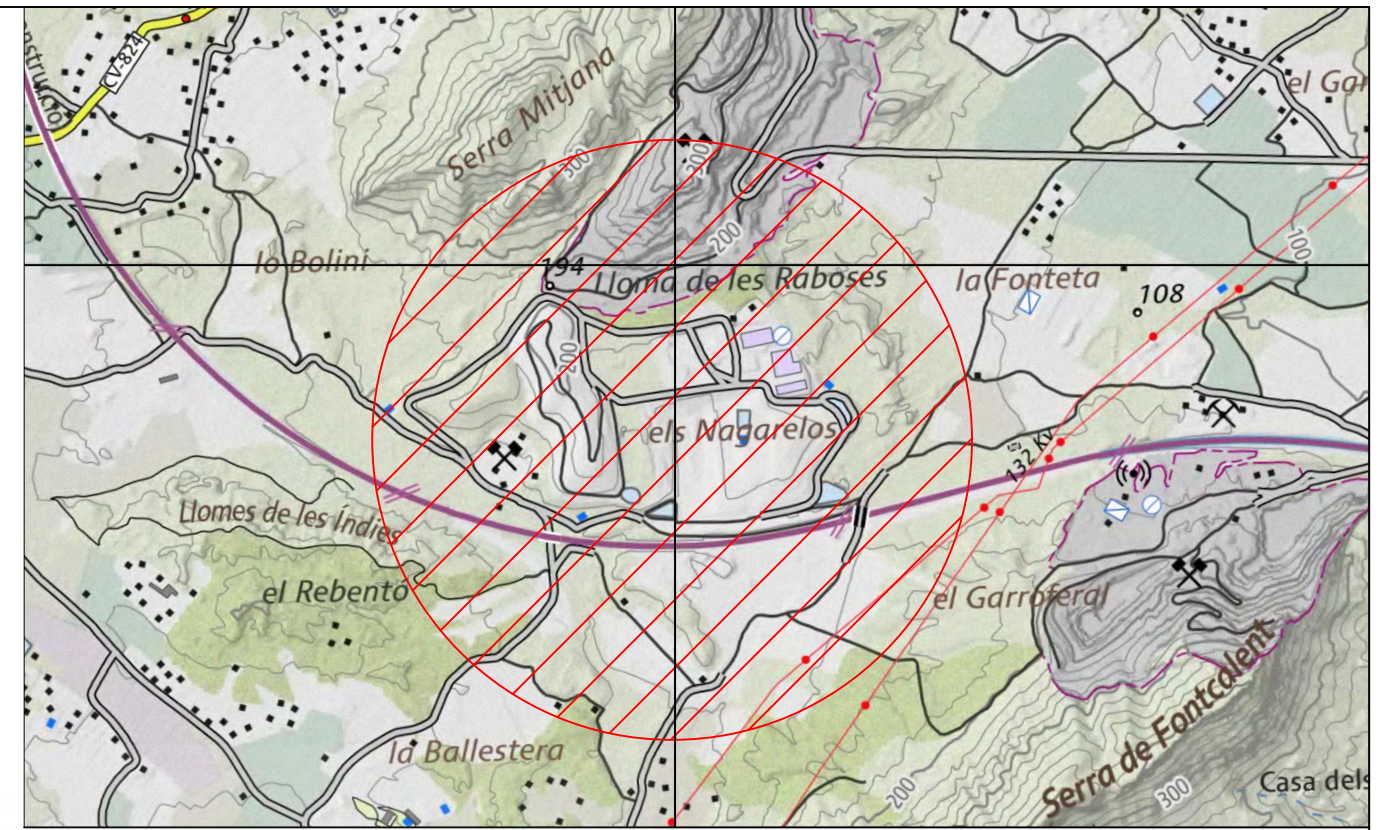 CV-824
Serra Mitjana
el Gar
300
300
200
100
lo Bolini
194
Lloma de les Raboses
la Fonteta
108
200
els Nagarelos
132 Kv
Llomes de les Índies
el Rebentó
el Garroferal
Serra de Fontcalent
la Ballestera
200
300
Casa dels